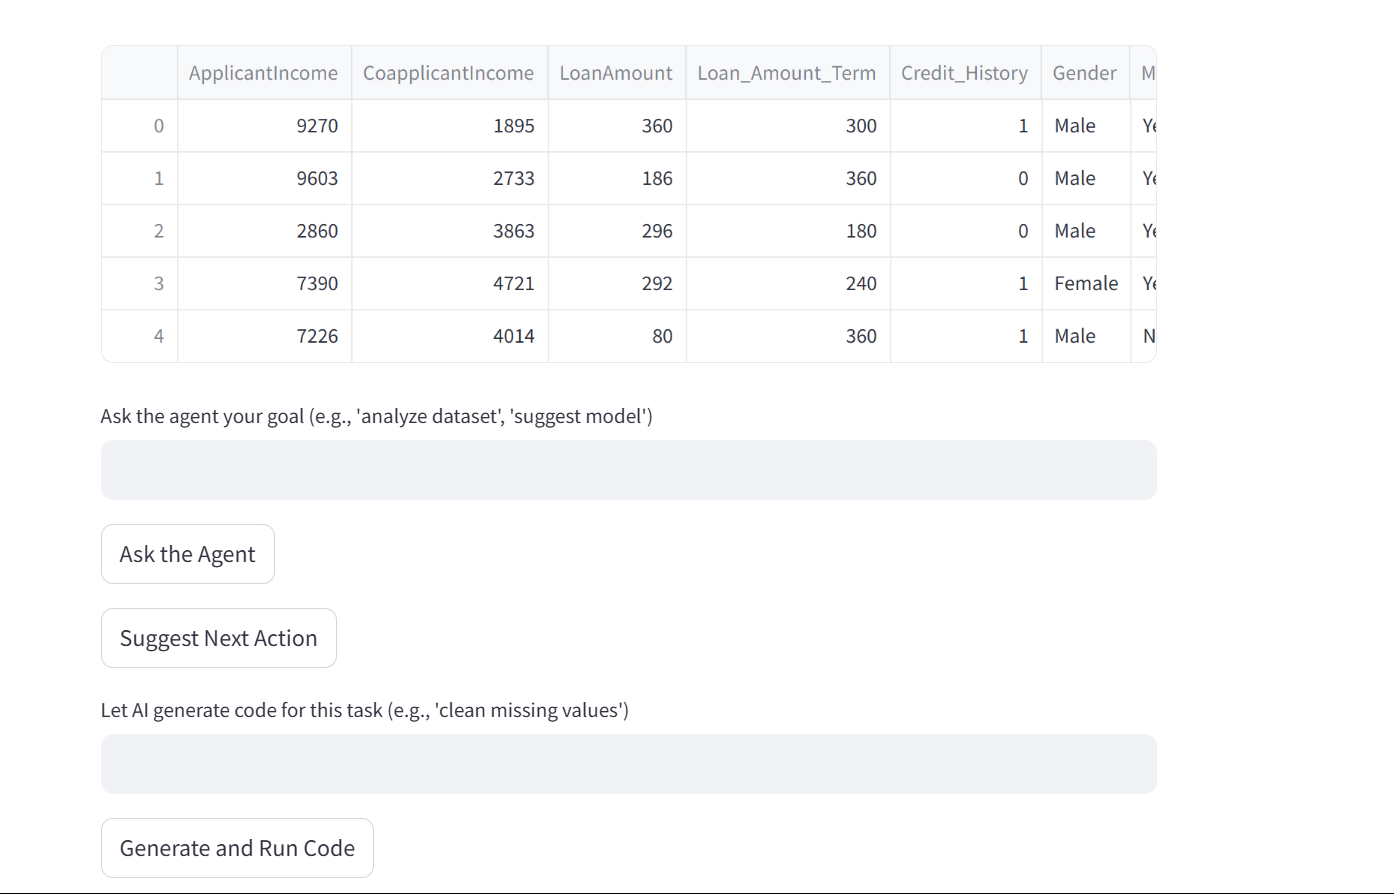 ApplicantIncome CoapplicantIncome LoanAmount Loan_Amount_Term Credit_History Gender M
0 9270 1895 360 300 1 Male Ye
1 9603 2733 186 360 0 Male Ye
2 2860 3863 296 180 0 Male Ye
3 7390 4721 292 240 1 Female Ye
4 7226 4014 80 360 1 Male N
Ask the agent your goal (e.g., 'analyze dataset', 'suggest model')
Ask the Agent
Suggest Next Action
Let AI generate code for this task (e.g., 'clean missing values')
Generate and Run Code